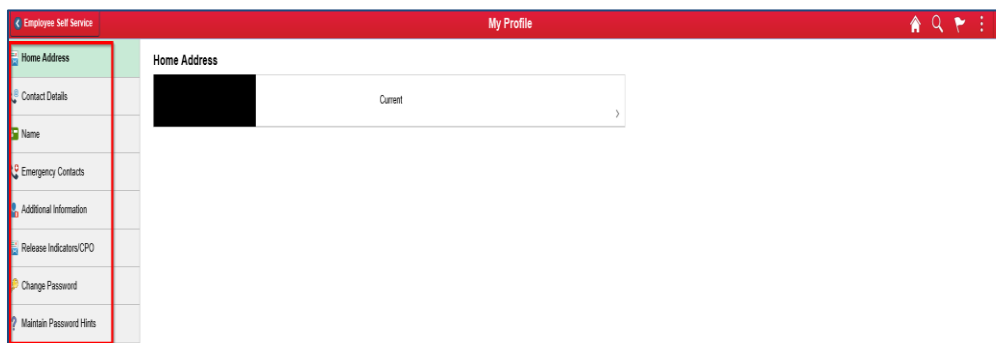 Employee Self Service
My Profile
Home Address
Contact Details
Name
Emergency Contacts
Additional Information
Release Indicators/CPO
Change Password
Maintain Password Hints
Home Address
Current